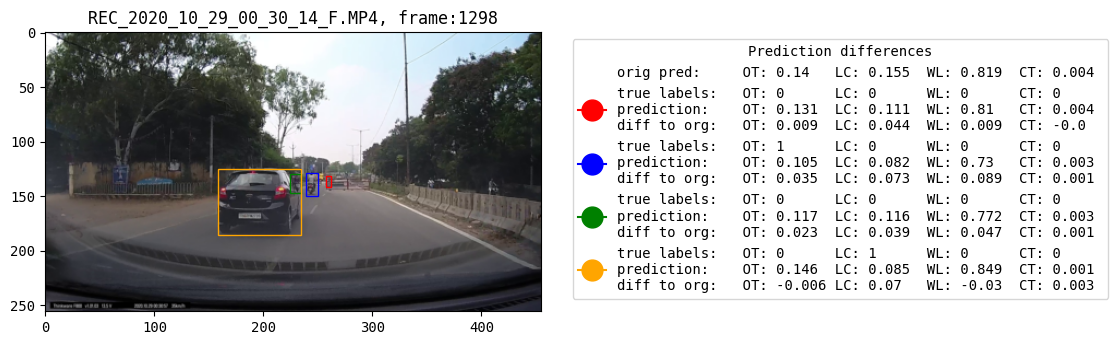 REC_2020_10_29_00_30_14_F.MP4, frame:1298
Prediction differences
orig pred: OT: 0.14 LC: 0.155 WL: 0.819 CT: 0.004
true labels: OT: 0 LC: 0 WL: 0 CT: 0
prediction: OT: 0.131 LC: 0.111 WL: 0.81 CT: 0.004
diff to org: OT: 0.009 LC: 0.044 WL: 0.009 CT: -0.0
true labels: OT: 1 LC: 0 WL: 0 CT: 0
prediction: OT: 0.105 LC: 0.082 WL: 0.73 CT: 0.003
diff to org: OT: 0.035 LC: 0.073 WL: 0.089 CT: 0.001
true labels: OT: 0 LC: 0 WL: 0 CT: 0
prediction: OT: 0.117 LC: 0.116 WL: 0.772 CT: 0.003
diff to org: OT: 0.023 LC: 0.039 WL: 0.047 CT: 0.001
true labels: OT: 0 LC: 1 WL: 0 CT: 0
prediction: OT: 0.146 LC: 0.085 WL: 0.849 CT: 0.001
diff to org: OT: -0.006 LC: 0.07 WL: -0.03 CT: 0.003
0
50
100
150
200
250
0 100 200 300 400